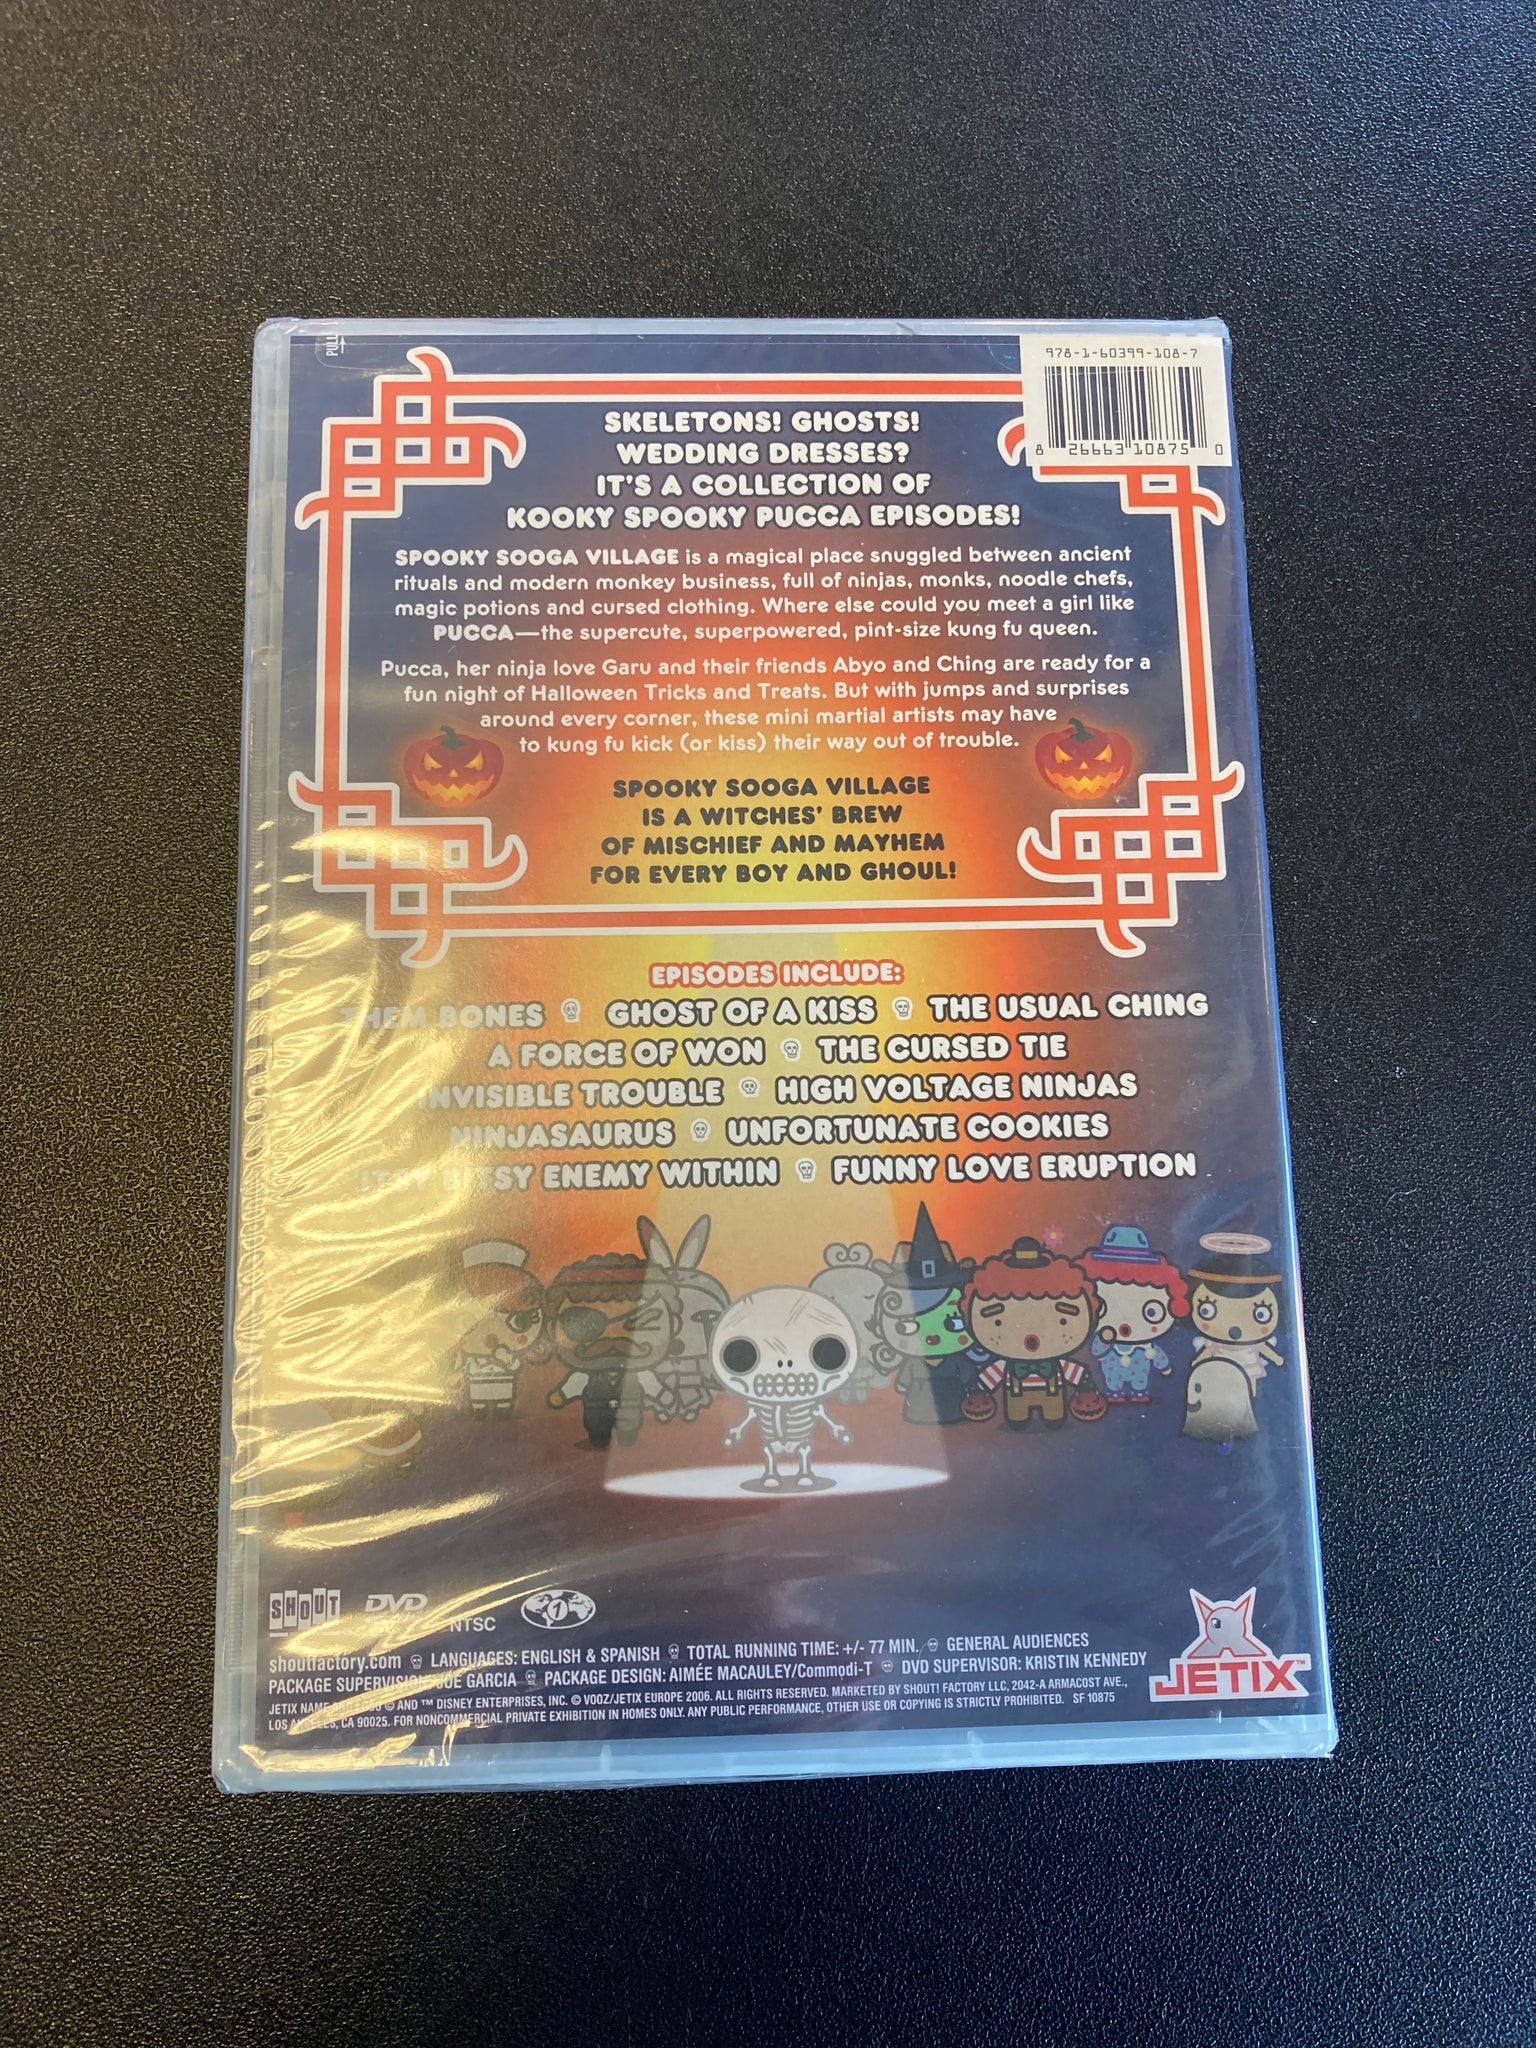 PULL
978-1-60399-108-7
8 26663 10875 0
SKELETONS! GHOSTS!
WEDDING DRESSES?
IT'S A COLLECTION OF
KOOKY SPOOKY PUCCA EPISODES!
SPOOKY SOOGA VILLAGE is a magical place snuggled between ancient
rituals and modern monkey business, full of ninjas, monks, noodle chefs,
magic potions and cursed clothing. Where else could you meet a girl like
PUCCA—the supercute, superpowered, pint-size kung fu queen.
Pucca, her ninja love Garu and their friends Abyo and Ching are ready for a
fun night of Halloween Tricks and Treats. But with jumps and surprises
around every corner, these mini martial artists may have
to kung fu kick (or kiss) their way out of trouble.
SPOOKY SOOGA VILLAGE
IS A WITCHES' BREW
OF MISCHIEF AND MAYHEM
FOR EVERY BOY AND GHOUL!
EPISODES INCLUDE:
THEM BONES GHOST OF A KISS THE USUAL CHING
A FORCE OF WON THE CURSED TIE
INVISIBLE TROUBLE HIGH VOLTAGE NINJAS
NINJASAURUS UNFORTUNATE COOKIES
ITSY BITSY ENEMY WITHIN FUNNY LOVE ERUPTION
SHOUT DVD NTSC 1
shoutfactory.com LANGUAGES: ENGLISH & SPANISH TOTAL RUNNING TIME: +/- 77 MIN. GENERAL AUDIENCES
PACKAGE SUPERVISION: JOE GARCIA PACKAGE DESIGN: AIMÉE MACAULEY/Commodi-T DVD SUPERVISOR: KRISTIN KENNEDY
JETIX NAME AND LOGO © AND ™ DISNEY ENTERPRISES, INC. © VOOZ/JETIX EUROPE 2006. ALL RIGHTS RESERVED. MARKETED BY SHOUT! FACTORY LLC, 2042-A ARMACOST AVE.,
LOS ANGELES, CA 90025. FOR NONCOMMERCIAL PRIVATE EXHIBITION IN HOMES ONLY. ANY PUBLIC PERFORMANCE, OTHER USE OR COPYING IS STRICTLY PROHIBITED. SF 10875
JETIX™